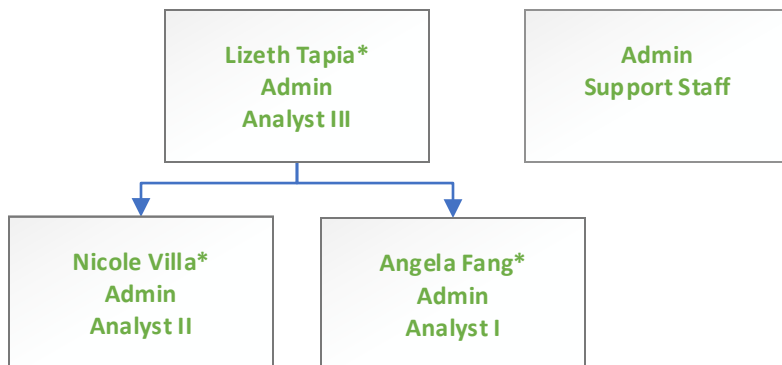 Lizeth Tapia*
Admin
Analyst III
Admin
Support Staff
Nicole Villa*
Admin
Analyst II
Angela Fang*
Admin
Analyst I